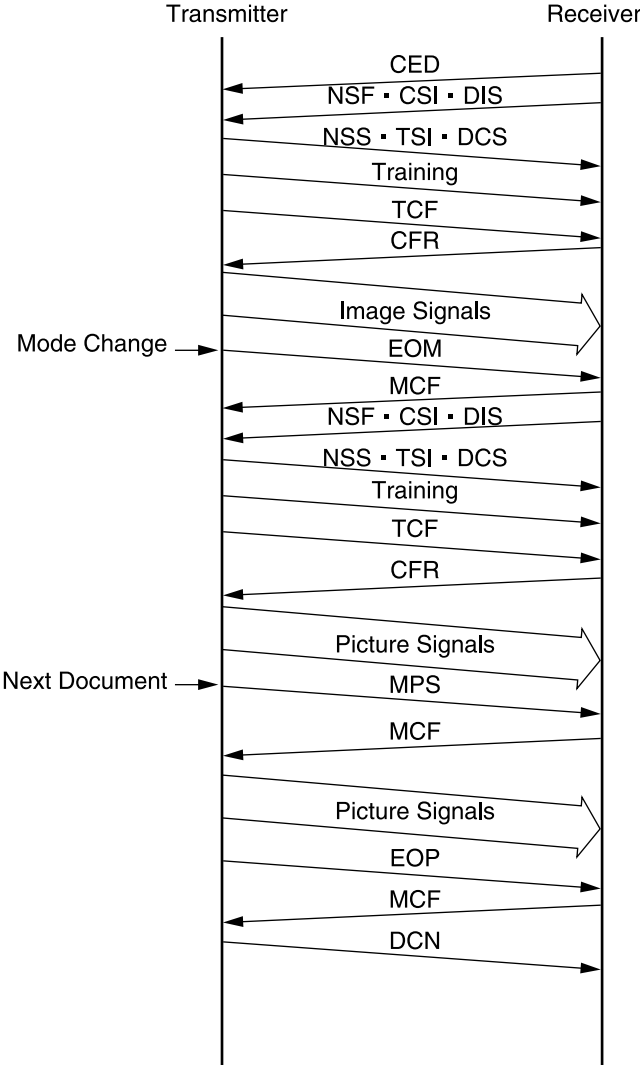 Transmitter Receiver
CED
NSF ▪ CSI ▪ DIS
NSS ▪ TSI ▪ DCS
Training
TCF
CFR
Image Signals
Mode Change
EOM
MCF
NSF ▪ CSI ▪ DIS
NSS ▪ TSI ▪ DCS
Training
TCF
CFR
Picture Signals
Next Document
MPS
MCF
Picture Signals
EOP
MCF
DCN